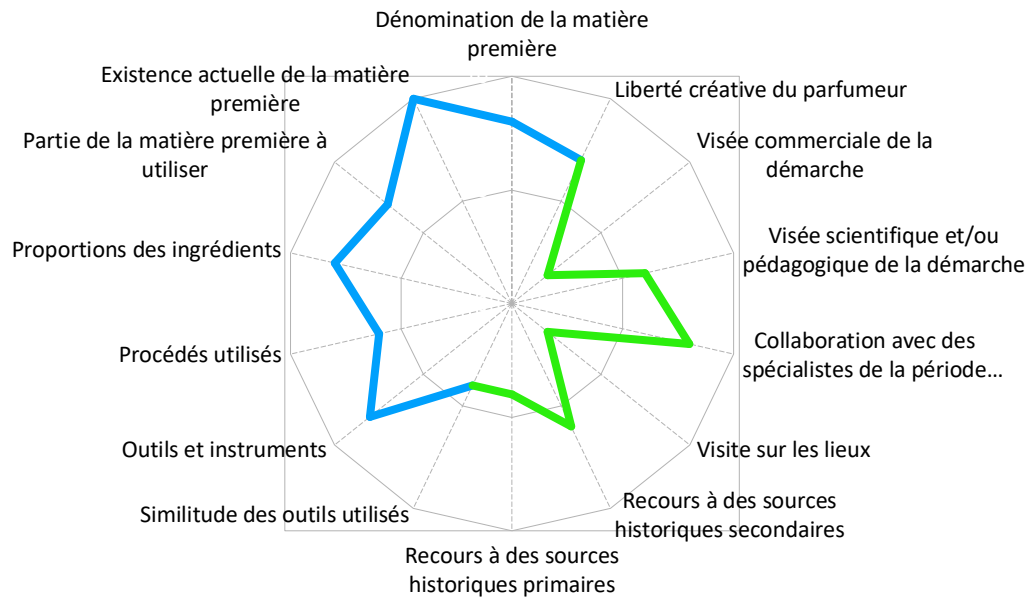 Dénomination de la matière
première
Liberté créative du parfumeur
Visée commerciale de la
démarche
Visée scientifique et/ou
pédagogique de la démarche
Collaboration avec des
spécialistes de la période…
Visite sur les lieux
Recours à des sources
historiques secondaires
Recours à des sources
historiques primaires
Similitude des outils utilisés
Outils et instruments
Procédés utilisés
Proportions des ingrédients
Partie de la matière première à
utiliser
Existence actuelle de la matière
première